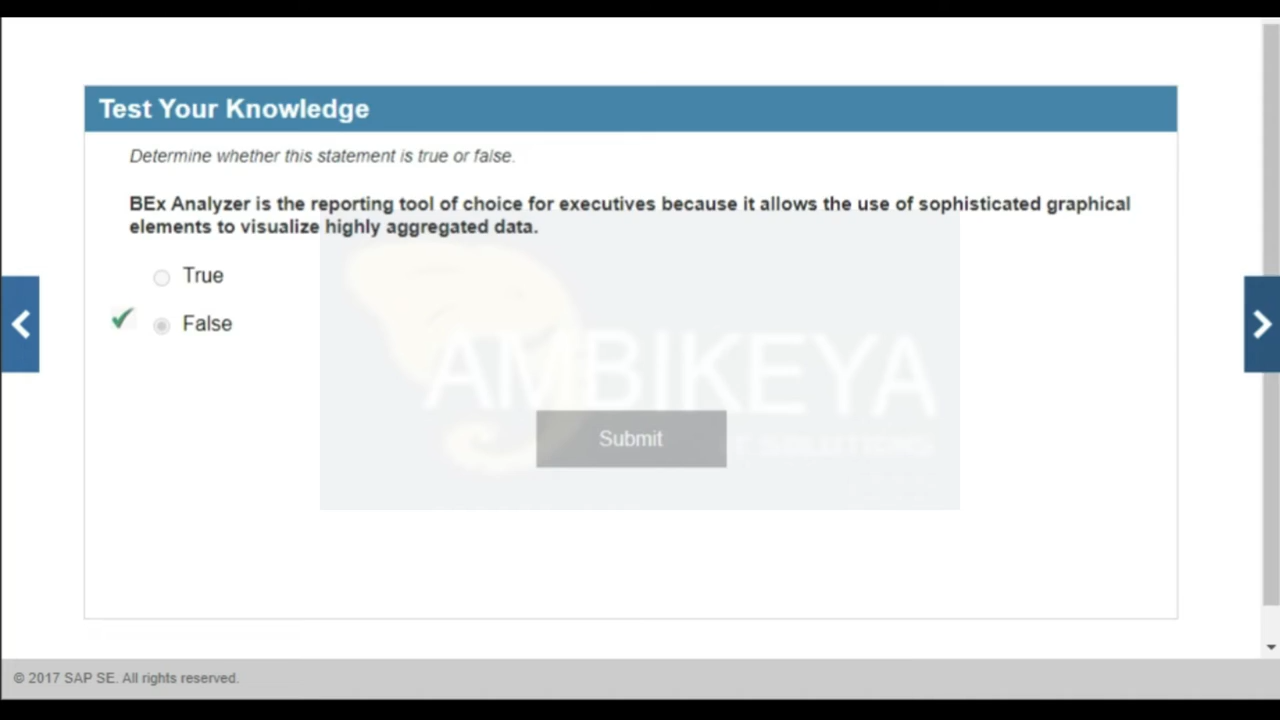 Test Your Knowledge
Determine whether this statement is true or false.
BEx Analyzer is the reporting tool of choice for executives because it allows the use of sophisticated graphical
elements to visualize highly aggregated data.
True
False
AMBIKEYA
Submit
IT SOLUTIONS
© 2017 SAP SE. All rights reserved.